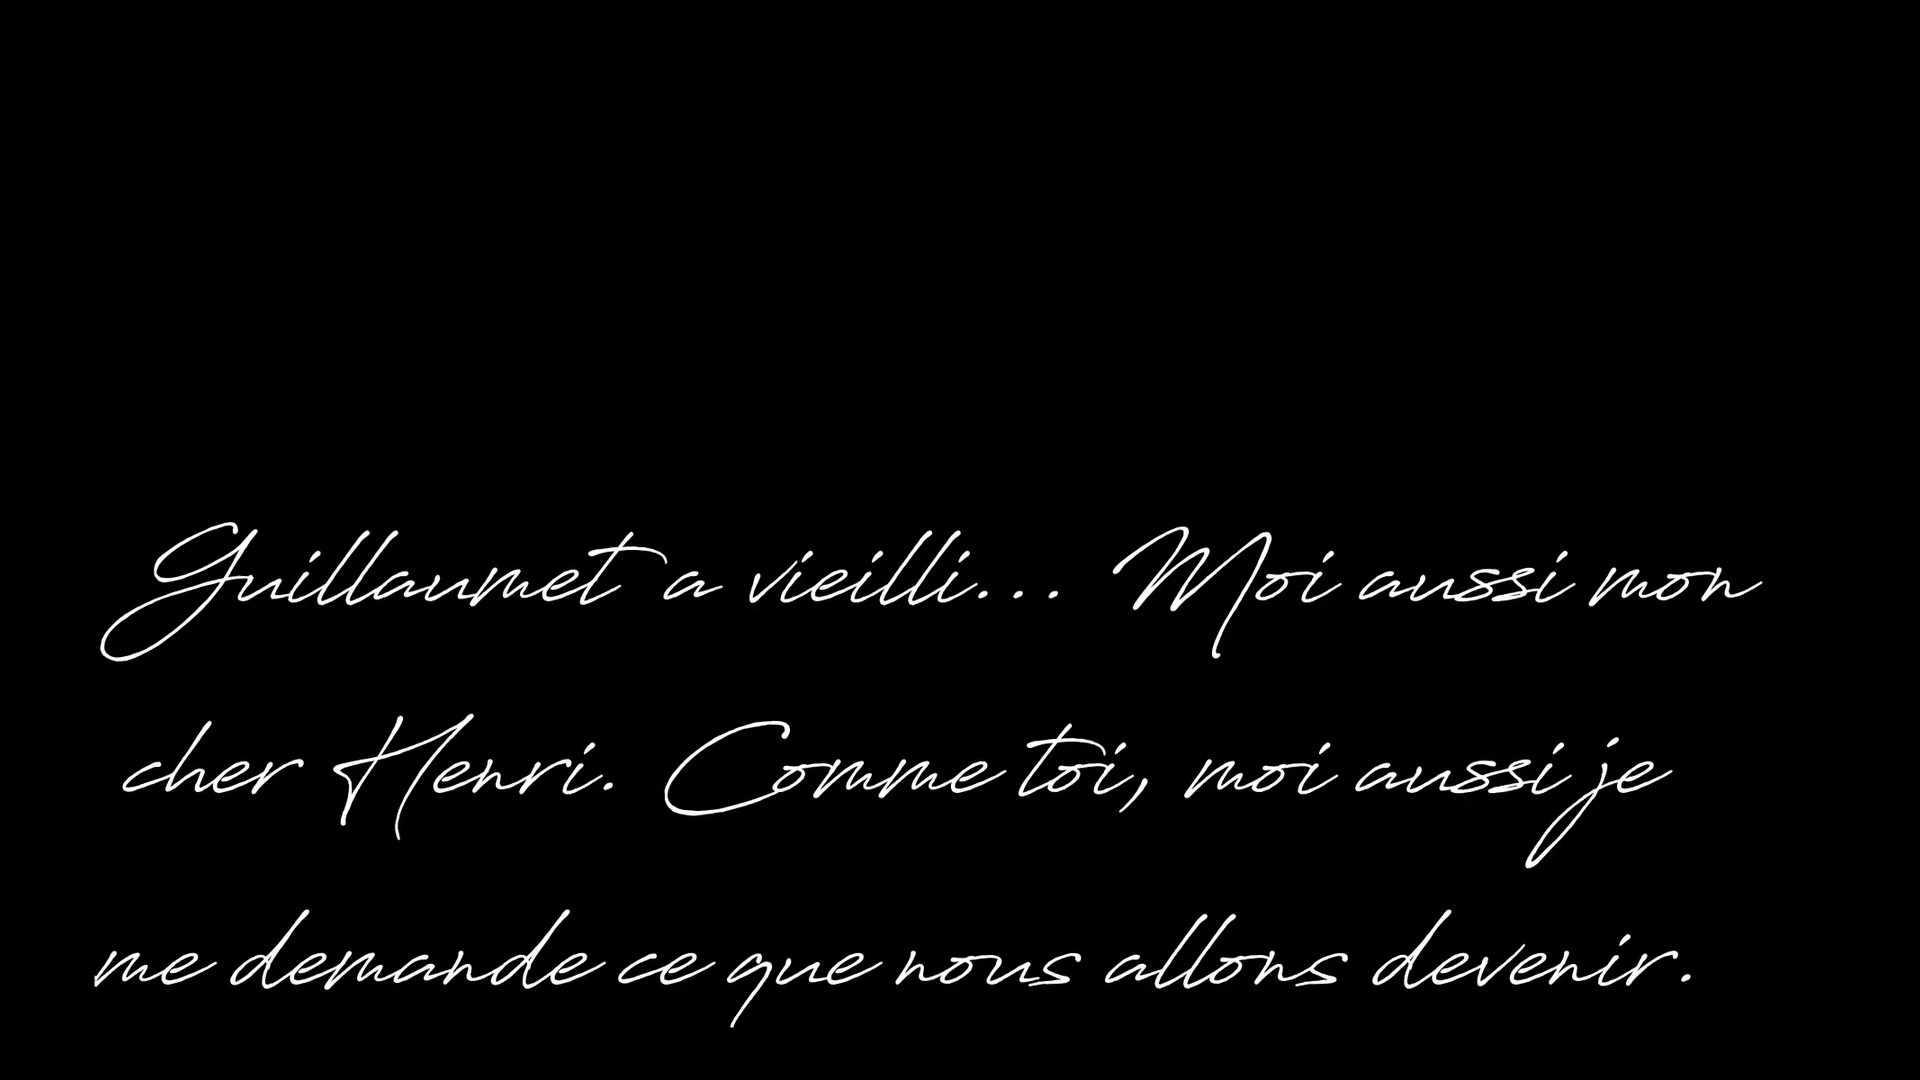 Guillaumet a vieilli... Moi aussi mon
cher Henri. Comme toi, moi aussi je
me demande ce que nous allons devenir.